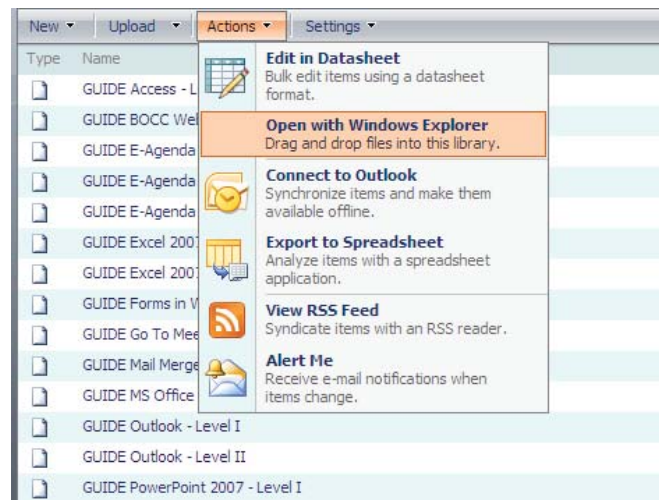 New Upload Actions Settings
Type Name
GUIDE Access - L
GUIDE BOCC Wel
GUIDE E-Agenda
GUIDE E-Agenda
GUIDE E-Agenda
GUIDE Excel 200
GUIDE Excel 200
GUIDE Forms in
GUIDE Go To Mee
GUIDE Mail Merge
GUIDE MS Office
GUIDE Outlook - Level I
GUIDE Outlook - Level II
GUIDE PowerPoint 2007 - Level I
Edit in Datasheet
Bulk edit items using a datasheet
format.
Open with Windows Explorer
Drag and drop files into this library.
Connect to Outlook
Synchronize items and make them
available offline.
Export to Spreadsheet
Analyze items with a spreadsheet
application.
View RSS Feed
Syndicate items with an RSS reader.
Alert Me
Receive e-mail notifications when
items change.